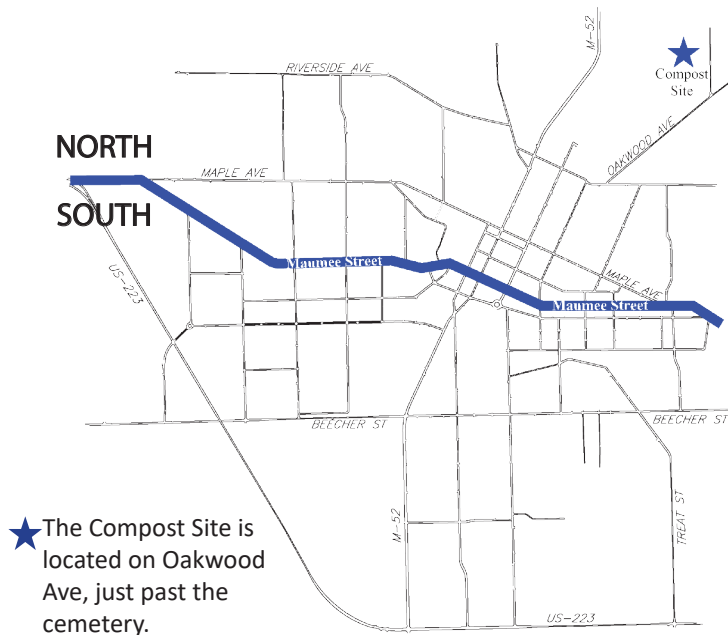 M-52
Compost
Site
RIVERSIDE AVE
OAKWOOD AVE
NORTH
MAPLE AVE
SOUTH
US-223
Maumee Street
MAPLE AVE
Maumee Street
BEECHER ST
BEECHER ST
M-52
TREAT ST
The Compost Site is
located on Oakwood
Ave, just past the
cemetery.
US-223